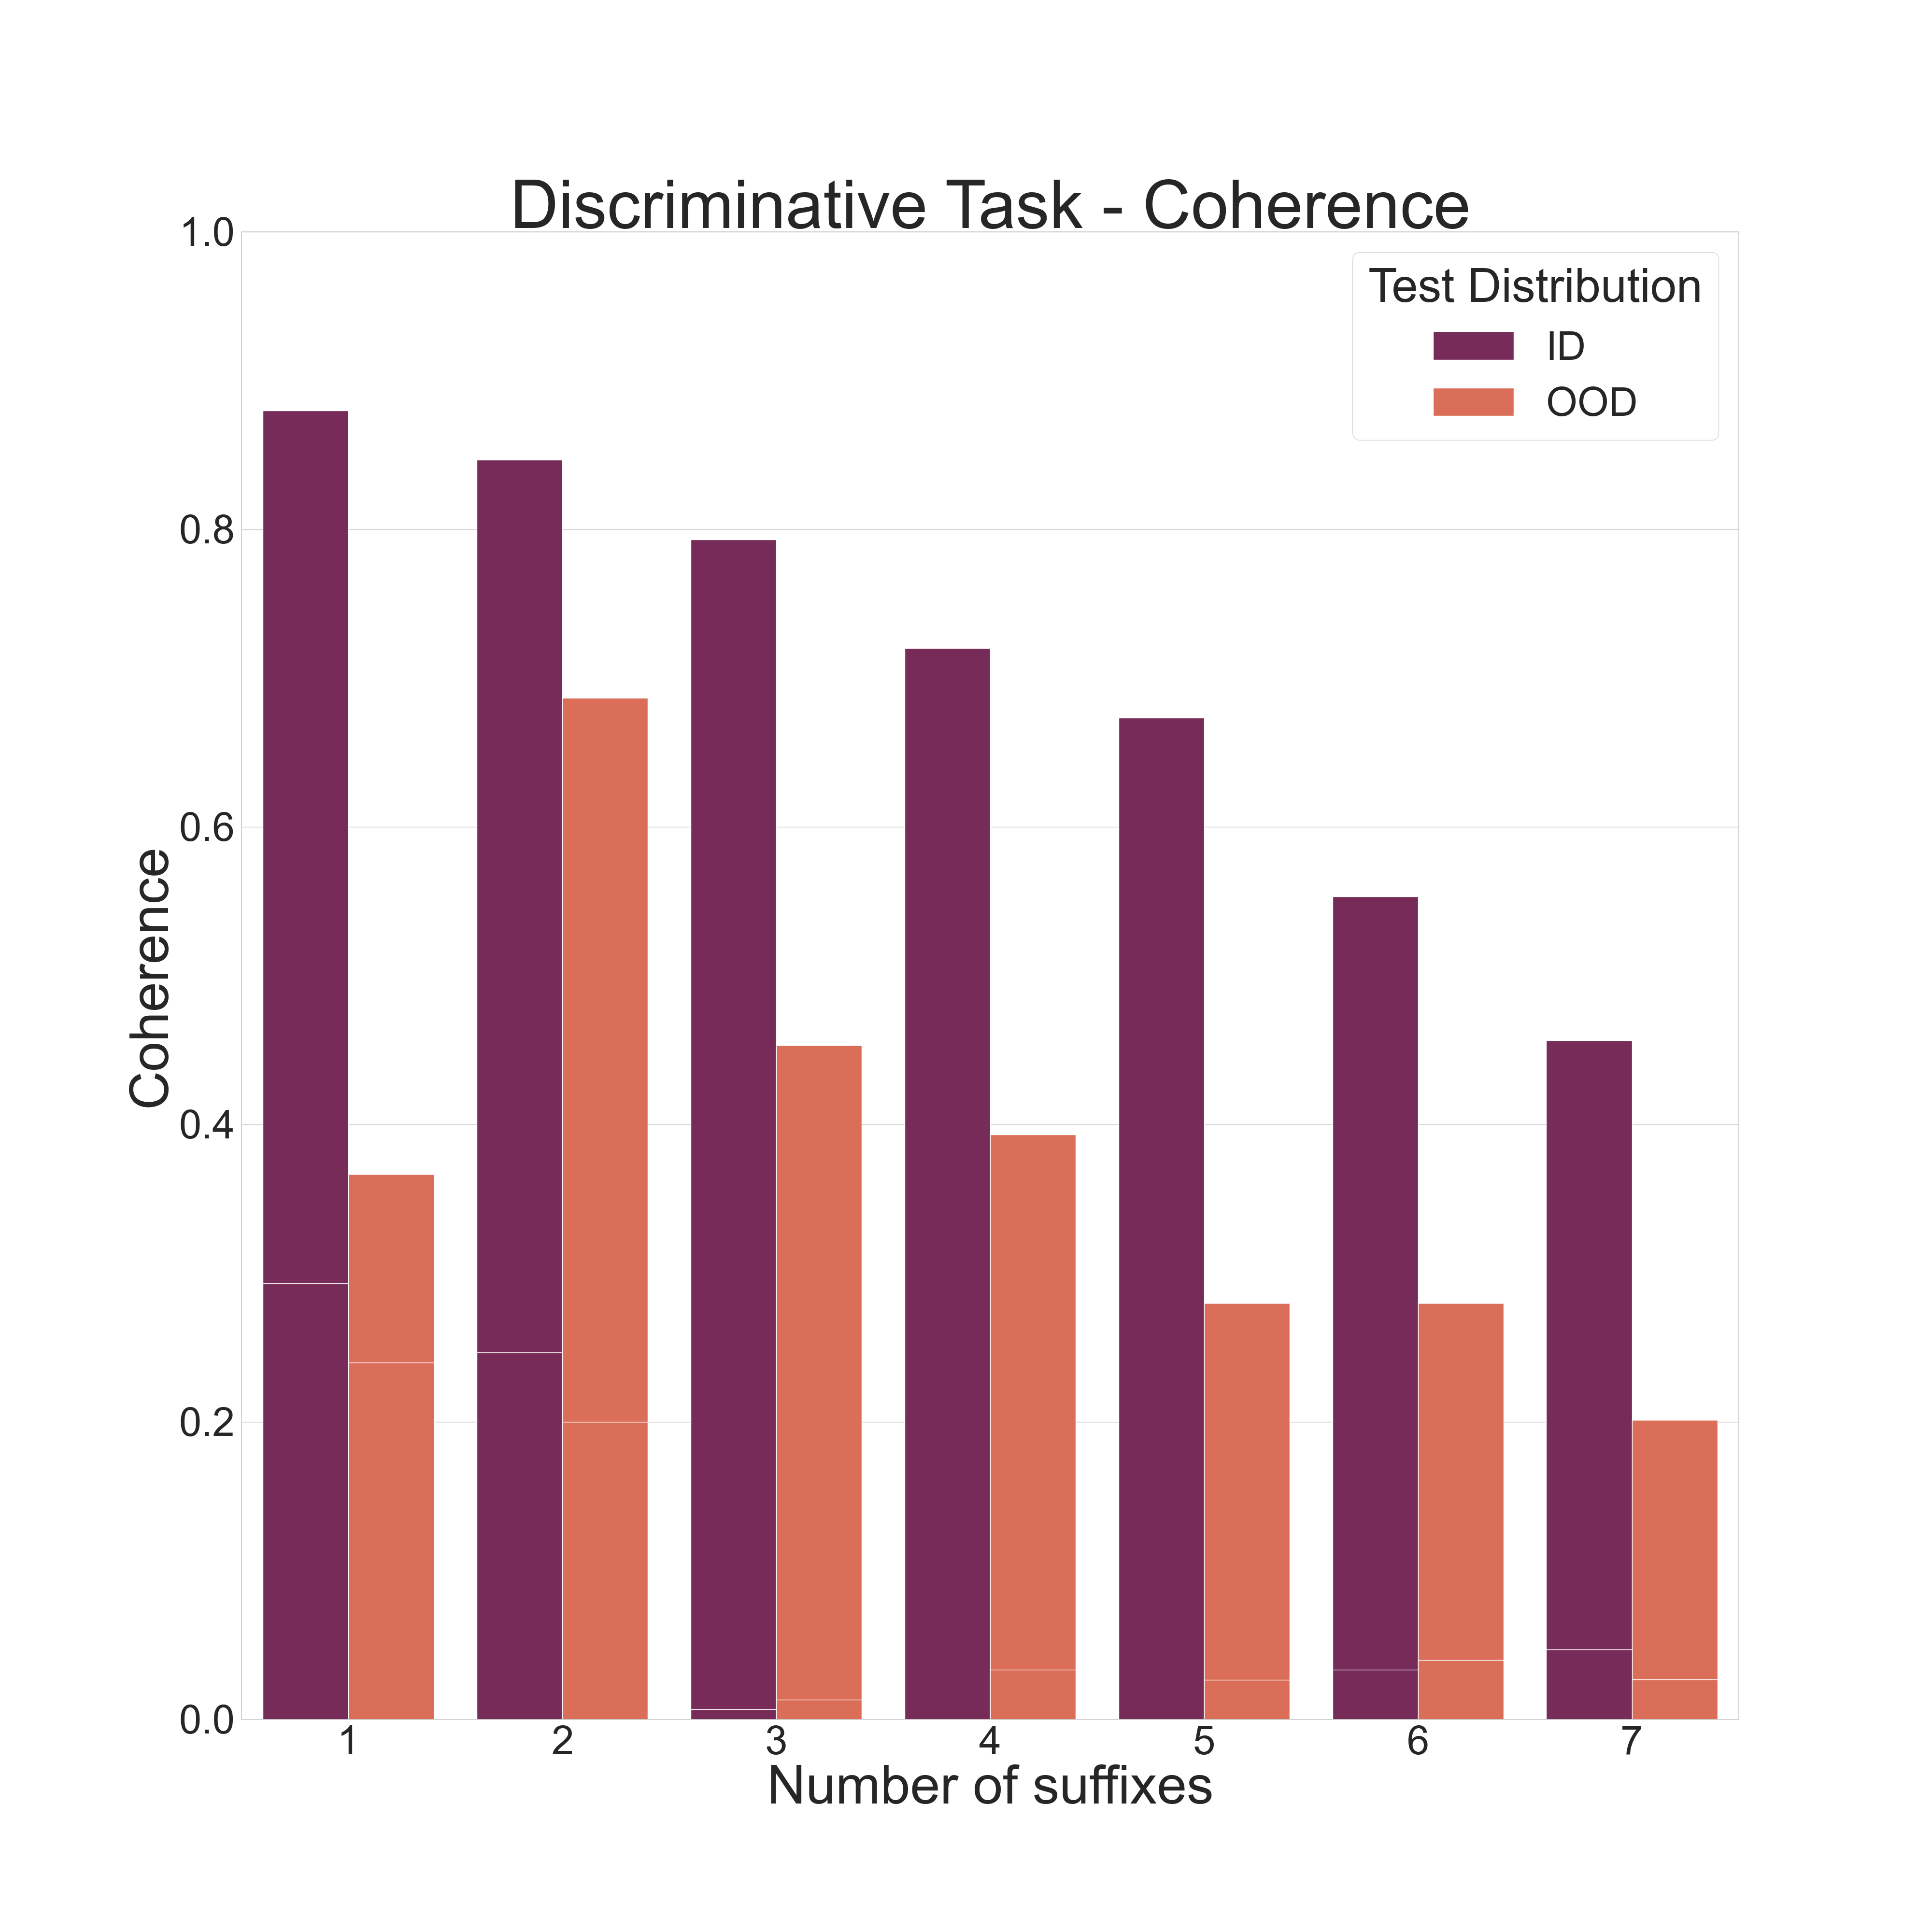 Discriminative Task - Coherence
1.0
0.8
0.6
0.4
0.2
0.0
Coherence
Test Distribution
ID
OOD
1 2 3 4 5 6 7
Number of suffixes